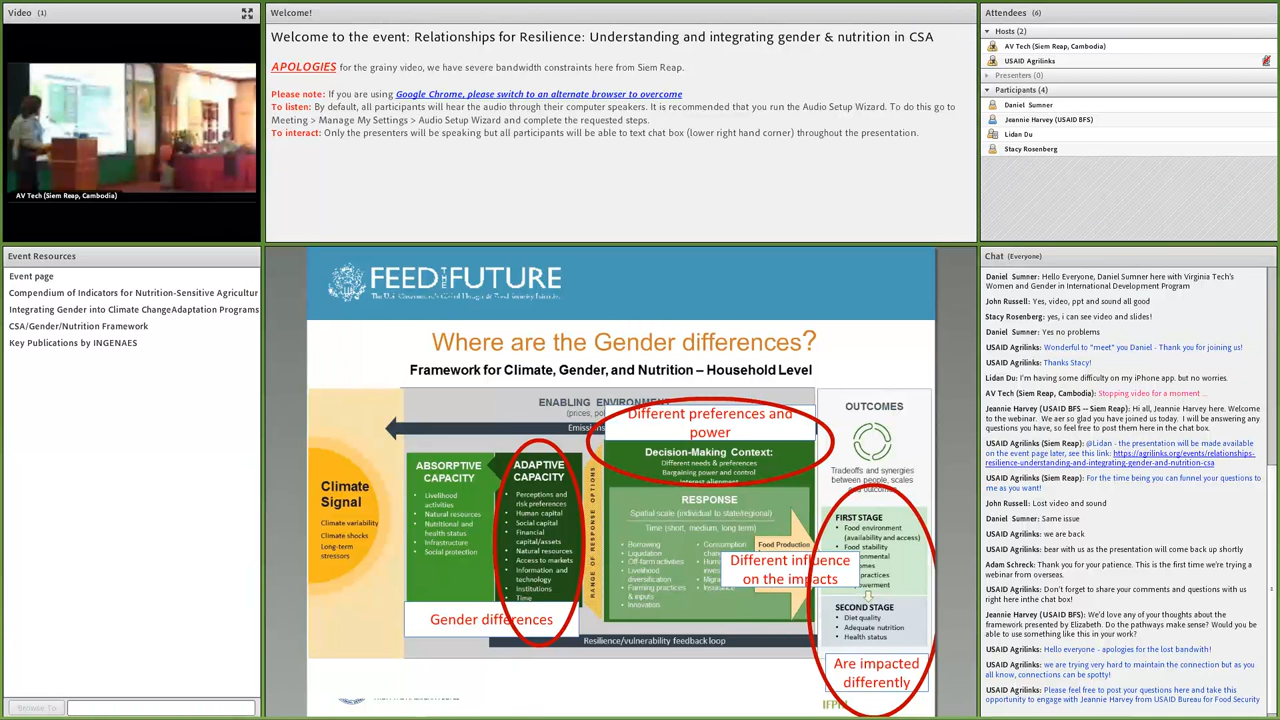 Video (1)
AV Tech (Siem Reap, Cambodia)
Welcome!
Welcome to the event: Relationships for Resilience: Understanding and integrating gender & nutrition in CSA
APOLOGIES for the grainy video, we have severe bandwidth constraints here from Siem Reap.
Please note: If you are using Google Chrome, please switch to an alternate browser to overcome
To listen: By default, all participants will hear the audio through their computer speakers. It is recommended that you run the Audio Setup Wizard. To do this go to
Meeting > Manage My Settings > Audio Setup Wizard and complete the requested steps.
To interact: Only the presenters will be speaking but all participants will be able to text chat box (lower right hand corner) throughout the presentation.
Attendees (6)
Hosts (2)
AV Tech (Siem Reap, Cambodia)
USAID Agrilinks
Presenters (0)
Participants (4)
Daniel Sumner
Jeannie Harvey (USAID BFS)
Lidan Du
Stacy Rosenberg
Event Resources
Event page
Compendium of Indicators for Nutrition-Sensitive Agricultur
Integrating Gender into Climate ChangeAdaptation Programs
CSA/Gender/Nutrition Framework
Key Publications by INGENAES
Browse To
FEED THE FUTURE
The U.S. Government's Global Hunger & Food Security Initiative
Where are the Gender differences?
Framework for Climate, Gender, and Nutrition – Household Level
ENABLING ENVIRONMENT
(prices, po
Emissi
Different preferences and
power
Climate
Signal
Climate variability
Climate shocks
Long-term
stressors
ABSORPTIVE
CAPACITY
Livelihood
activities
Natural resources
Nutritional and
health status
Infrastructure
Social protection
ADAPTIVE
CAPACITY
Perceptions and
risk preferences
Human capital
Social capital
Financial
capital/assets
Natural resources
Access to markets
Information and
technology
Institutions
Time
Gender differences
RANGE OF RESPONSE OPTIONS
Decision-Making Context:
Different needs & preferences
Bargaining power and control
Interest alignment
RESPONSE
Spatial scale (individual to state/regional)
Time (short, medium, long term)
Borrowing
Liquidation
Off-farm activities
Livelihood
diversification
Farming practices
& inputs
Innovation
Consumption
chan
Hum
inves
Migra
Insurance
Food Production
Different influence
on the impacts
Resilience/vulnerability feedback loop
OUTCOMES
Tradeoffs and synergies
between people, scales
FIRST STAGE
Food environment
(availability and access)
Food stability
nmental
omes
practices
powerment
SECOND STAGE
Diet quality
Adequate nutrition
Health status
Are impacted
differently
IFPRI
Chat (Everyone)
Daniel Sumner: Hello Everyone, Daniel Sumner here with Virginia Tech's
Women and Gender in International Development Program
John Russell: Yes, video, ppt and sound all good
Stacy Rosenberg: yes, i can see video and slides!
Daniel Sumner: Yes no problems
USAID Agrilinks: Wonderful to "meet" you Daniel - Thank you for joining us!
USAID Agrilinks: Thanks Stacy!
Lidan Du: I'm having some difficulty on my iPhone app. but no worries.
AV Tech (Siem Reap, Cambodia): Stopping video for a moment ...
Jeannie Harvey (USAID BFS -- Siem Reap): Hi all, Jeannie Harvey here. Welcome
to the webinar. We are so glad you have joined us today. I will be answering any
questions you have, so feel free to post them here in the chat box.
USAID Agrilinks (Siem Reap): @Lidan - the presentation will be made available
on the event page later, see this link: https://agrilinks.org/events/relationships-
resilience-understanding-and-integrating-gender-and-nutrition-csa
USAID Agrilinks (Siem Reap): For the time being you can funnel your questions to
me as you want!
John Russell: Lost video and sound
Daniel Sumner: Same issue
USAID Agrilinks: we are back
USAID Agrilinks: bear with us as the presentation will come back up shortly
Adam Schreck: Thank you for your patience. This is the first time we're trying a
webinar from overseas.
USAID Agrilinks: Don't forget to share your comments and questions with us
right here inthe chat box!
Jeannie Harvey (USAID BFS): We'd love any of your thoughts about the
framework presented by Elizabeth. Do the pathways make sense? Would you be
able to use something like this in your work?
USAID Agrilinks: Hello everyone - apologies for the lost bandwith!
USAID Agrilinks: we are trying very hard to maintain the connection but as you
all know, connections can be spotty!
USAID Agrilinks: Please feel free to post your questions here and take this
opportunity to engage with Jeannie Harvey from USAID Bureau for Food Security